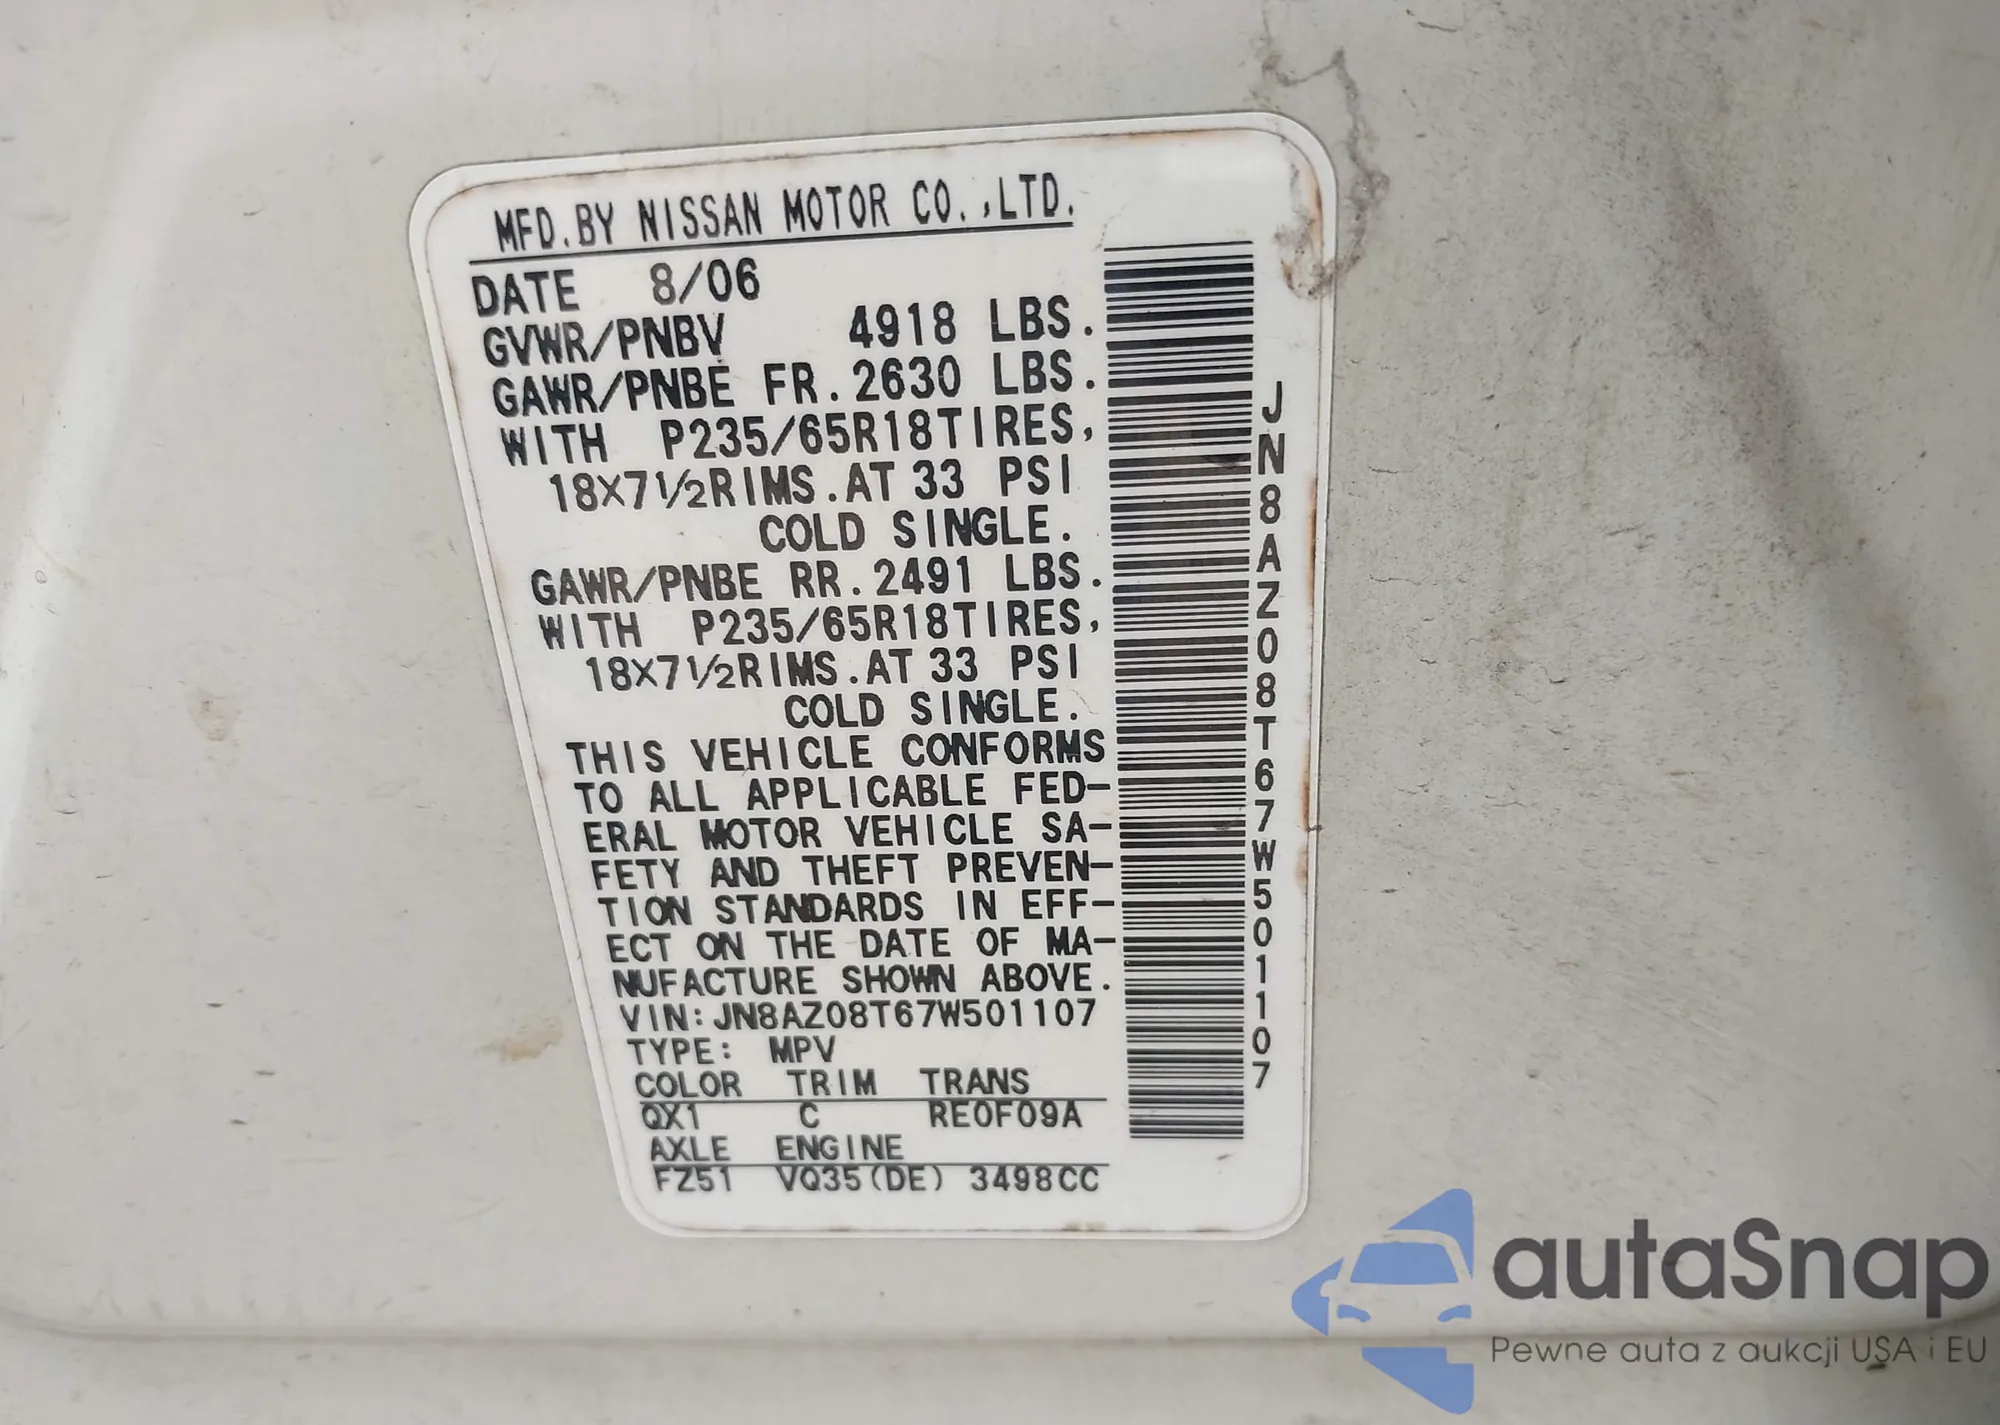 MFD.BY NISSAN MOTOR CO.,LTD.
DATE 8/06
GVWR/PNBV 4918 LBS.
GAWR/PNBE FR.2630 LBS.
WITH P235/65R18TIRES,
18X7½RIMS.AT 33 PSI
COLD SINGLE.
GAWR/PNBE RR.2491 LBS.
WITH P235/65R18TIRES,
18X7½RIMS.AT 33 PSI
COLD SINGLE.
THIS VEHICLE CONFORMS
TO ALL APPLICABLE FED-
ERAL MOTOR VEHICLE SA-
FETY AND THEFT PREVEN-
TION STANDARDS IN EFF-
ECT ON THE DATE OF MA-
NUFACTURE SHOWN ABOVE.
VIN:JN8AZ08T67W501107
TYPE: MPV
COLOR TRIM TRANS
QX1 C RE0F09A
AXLE ENGINE
FZ51 VQ35(DE) 3498CC
JN8AZ08T67W501107
autaSnap
Pewne auta z aukcji USA i EU